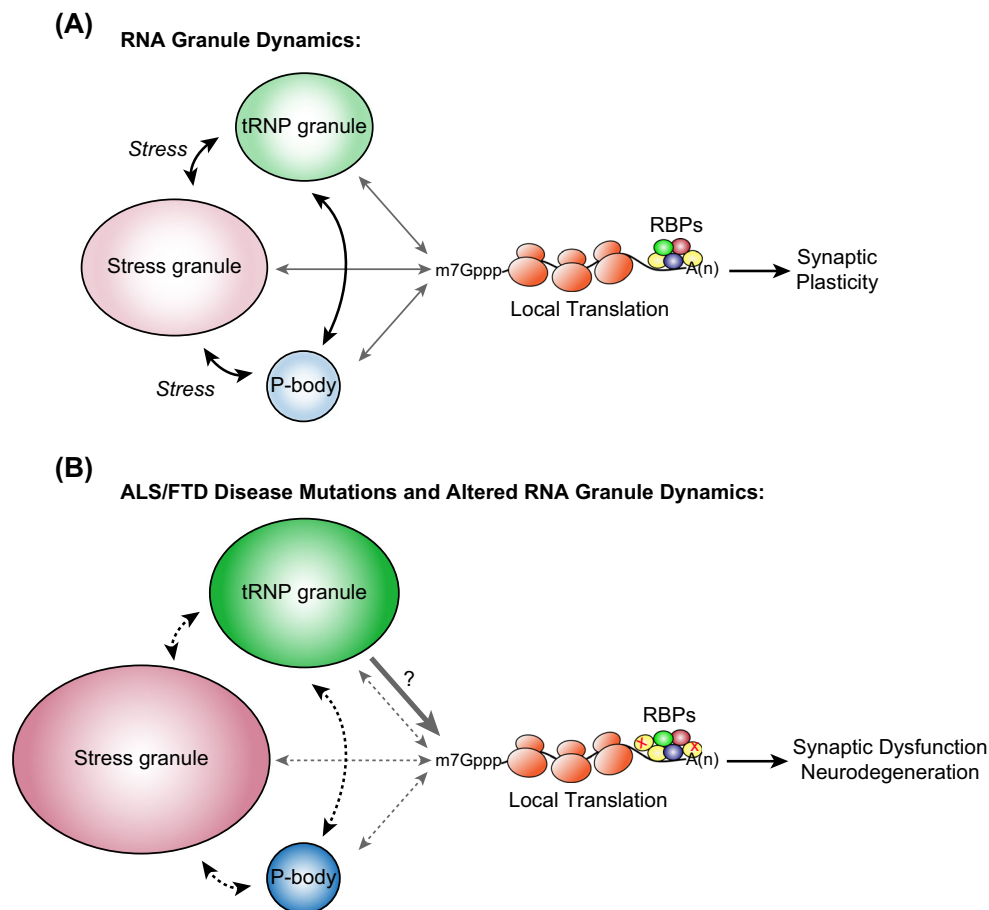 (A)
RNA Granule Dynamics:
tRNP granule
Stress
Stress granule
RBPs
m7Gppp
A(n)
Synaptic
Plasticity
Local Translation
Stress
P-body
(B)
ALS/FTD Disease Mutations and Altered RNA Granule Dynamics:
tRNP granule
?
Stress granule
RBPs
x
x
m7Gppp
A(n)
Synaptic Dysfunction
Neurodegeneration
Local Translation
P-body